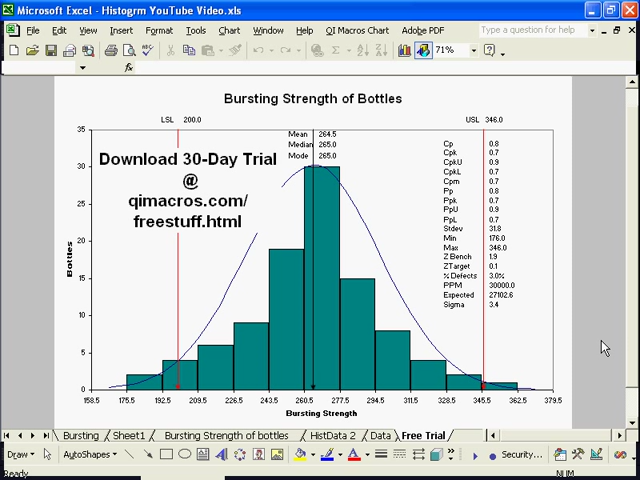 Microsoft Excel - Histogrm YouTube Video.xls
File Edit View Insert Format Tools Chart Window Help QI Macros Chart Adobe PDF Type a question for help
71%
fx
Bursting Strength of Bottles
LSL 200.0
USL 346.0
Mean 264.5
Median 265.0
Mode 265.0
Download 30-Day Trial
@
qimacros.com/
freestuff.html
Cp 0.8
Cpk 0.7
CpkU 0.9
CpkL 0.7
Cpm 0.7
Pp 0.8
Ppk 0.7
PpU 0.9
PpL 0.7
Stdev 31.8
Min 176.0
Max 346.0
Z Bench 1.9
ZTarget 0.1
% Defects 3.0%
PPM 30000.0
Expected 27102.6
Sigma 3.4
35
30
25
20
15
10
5
0
Bottles
158.5 175.5 192.5 209.5 226.5 243.5 260.5 277.5 294.5 311.5 328.5 345.5 362.5 379.5
Bursting Strength
Bursting Sheet1 Bursting Strength of bottles HistData 2 Data Free Trial
Draw AutoShapes Security...
Ready NUM